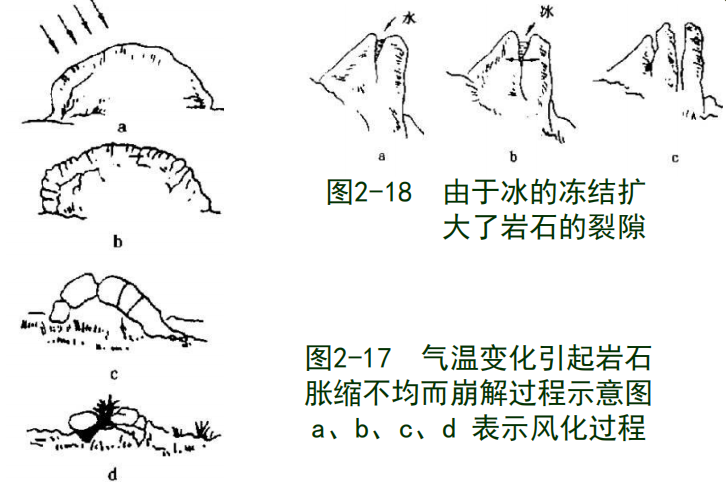 水
冰
a
b
c
图2-18 由于冰的冻结扩
大了岩石的裂隙
a
b
c
d
图2-17 气温变化引起岩石
胀缩不均而崩解过程示意图
a、b、c、d 表示风化过程